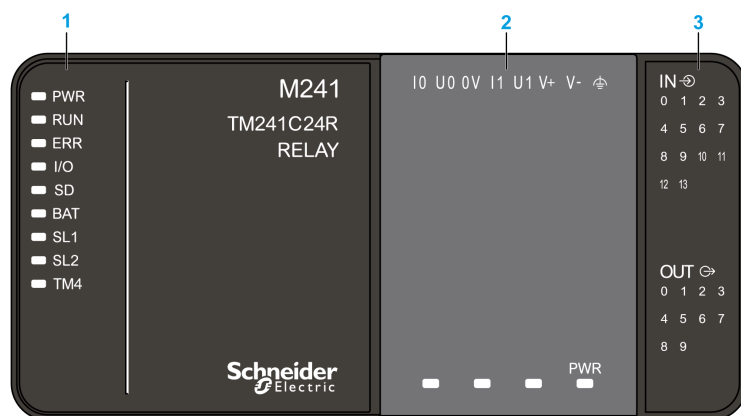 1
2
3
PWR
RUN
ERR
I/O
SD
BAT
SL1
SL2
TM4
M241
TM241C24R
RELAY
Schneider
Electric
I0 U0 0V I1 U1 V+ V-
PWR
IN
0 1 2 3
4 5 6 7
8 9 10 11
12 13
OUT
0 1 2 3
4 5 6 7
8 9